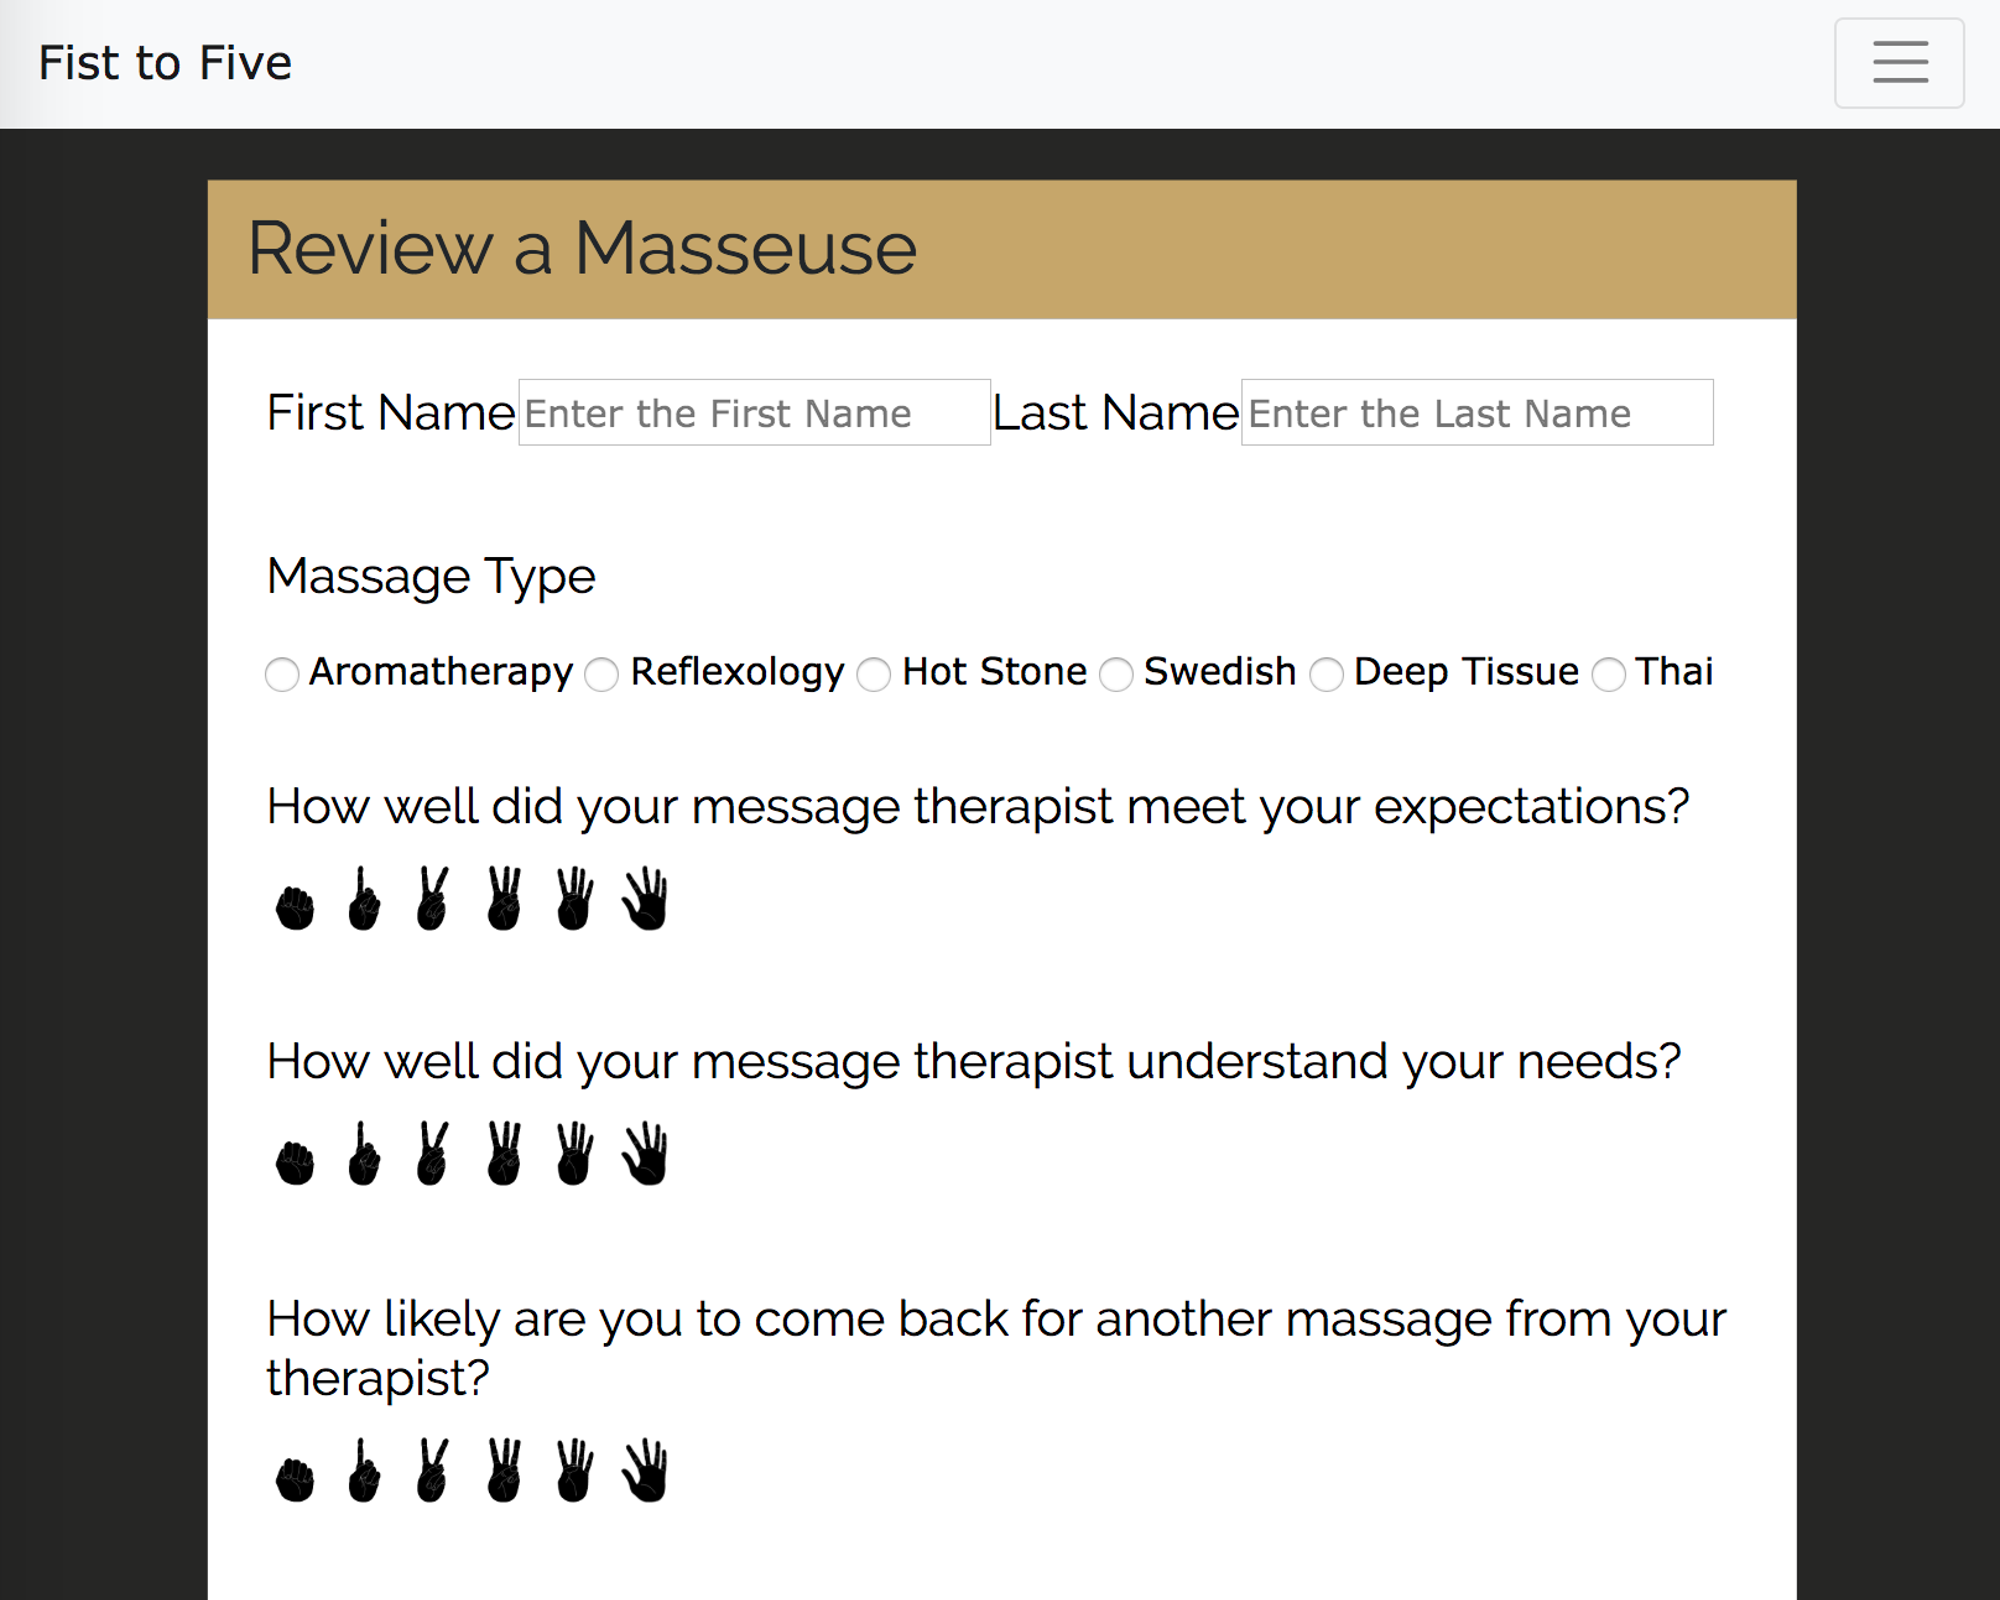 Fist to Five
Review a Masseuse
First Name Enter the First Name Last Name Enter the Last Name
Massage Type
Aromatherapy Reflexology Hot Stone Swedish Deep Tissue Thai
How well did your message therapist meet your expectations?
How well did your message therapist understand your needs?
How likely are you to come back for another massage from your
therapist?